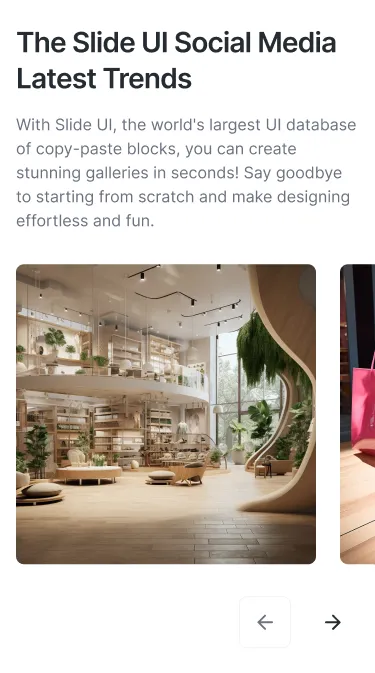 The Slide UI Social Media
Latest Trends
With Slide UI, the world's largest UI database
of copy-paste blocks, you can create
stunning galleries in seconds! Say goodbye
to starting from scratch and make designing
effortless and fun.